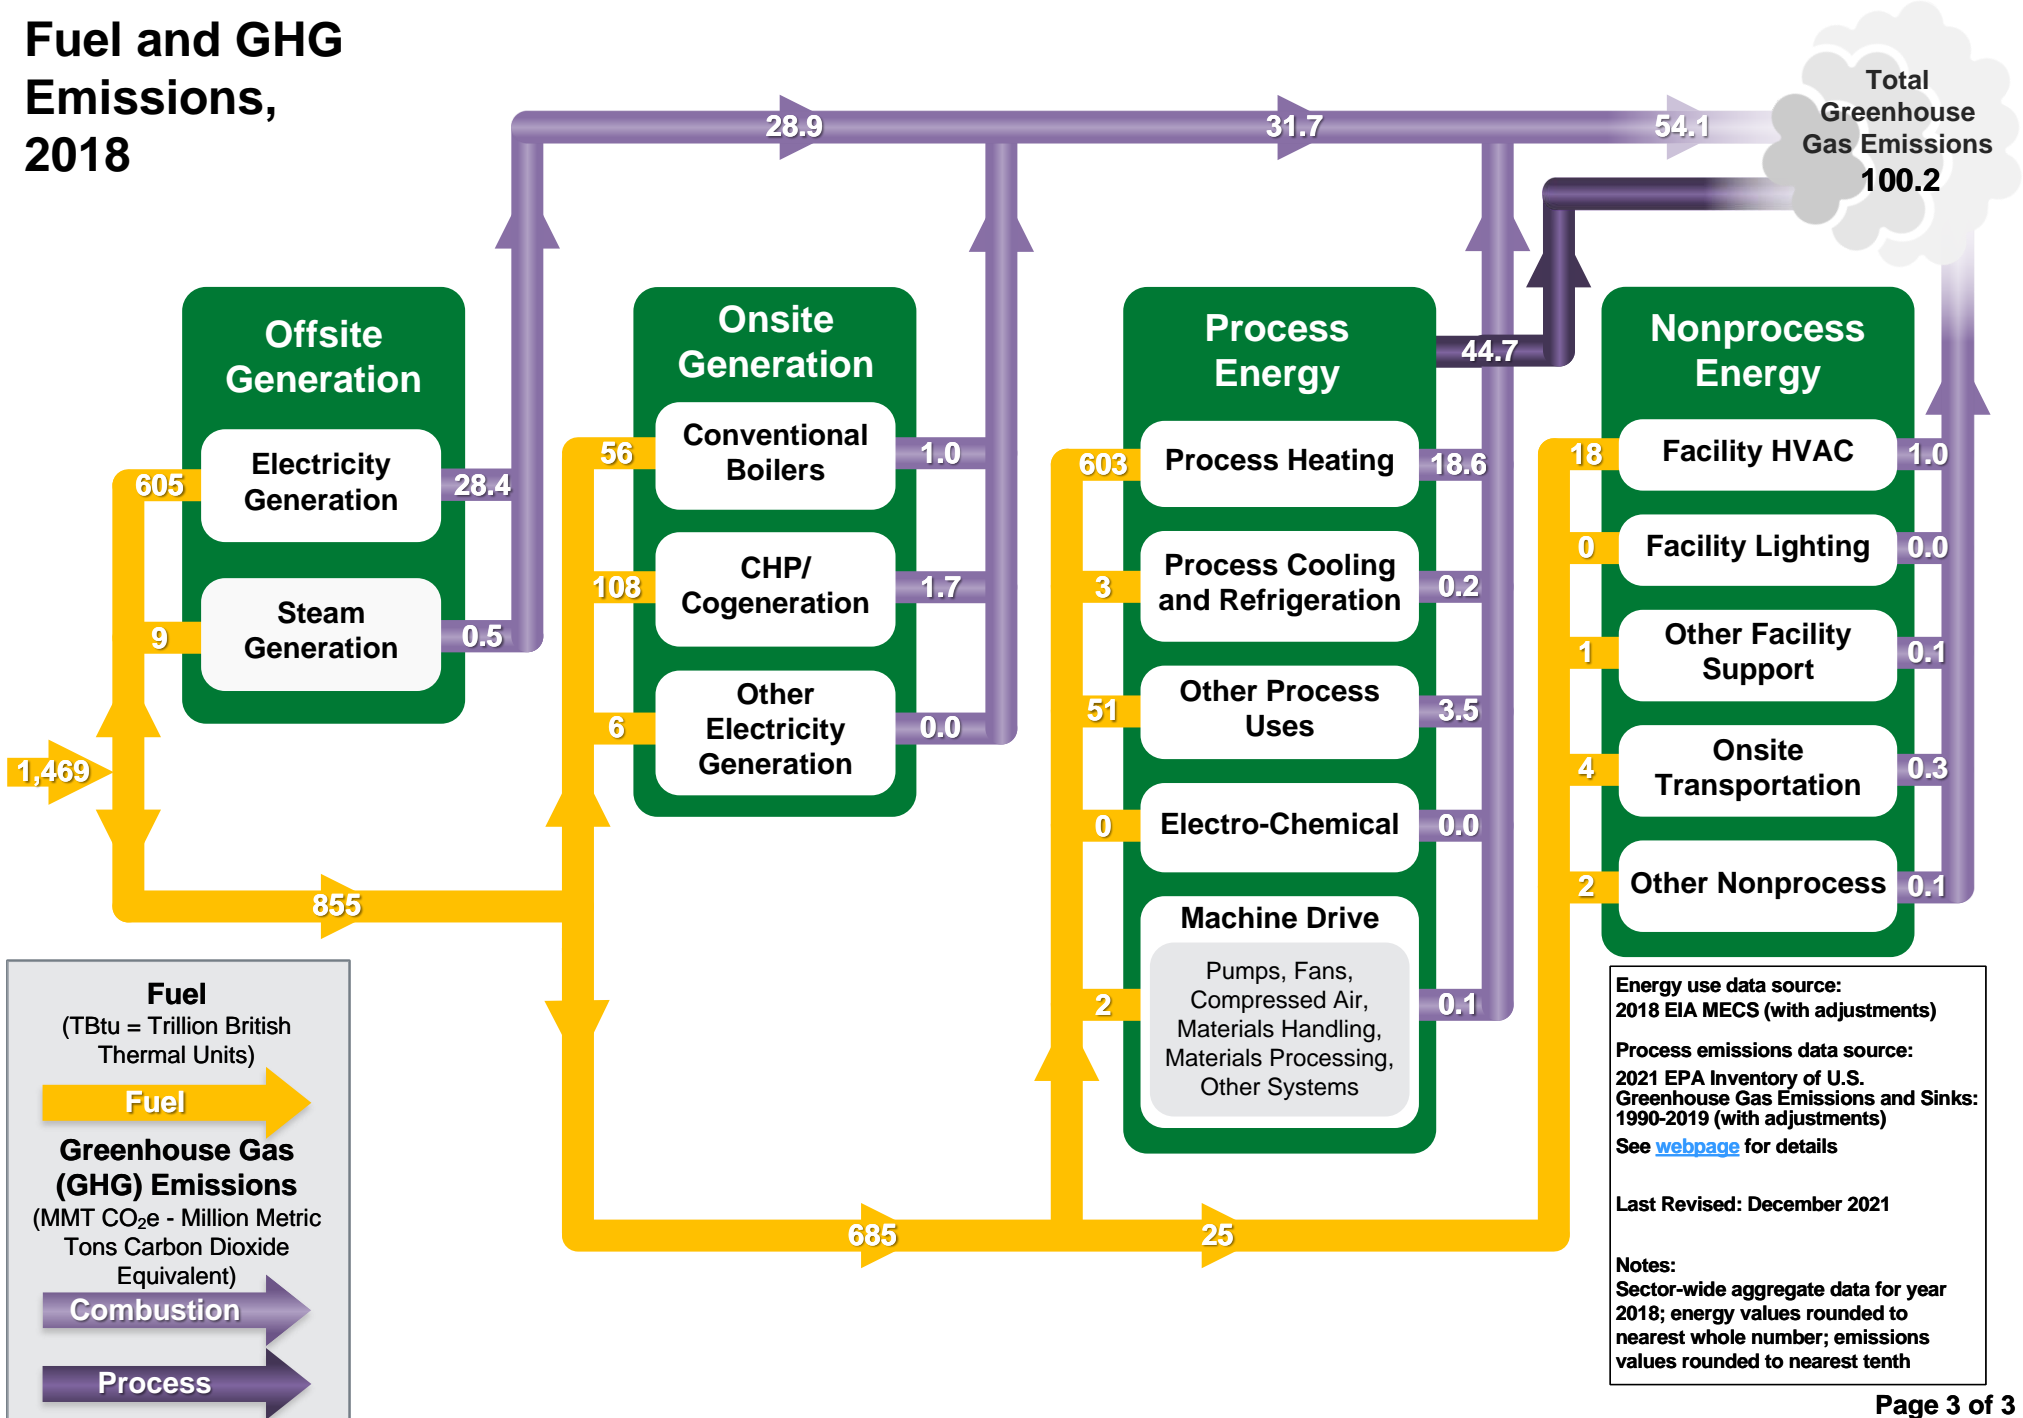 Fuel and GHG
Emissions,
2018
28.9
31.7
54.1
Total
Greenhouse
Gas Emissions
100.2
1,469
855
685
25
Offsite
Generation
605
Electricity
Generation
28.4
9
Steam
Generation
0.5
Onsite
Generation
56
Conventional
Boilers
1.0
108
CHP/
Cogeneration
1.7
6
Other
Electricity
Generation
0.0
Process
Energy
44.7
603
Process Heating
18.6
3
Process Cooling
and Refrigeration
0.2
51
Other Process
Uses
3.5
0
Electro-Chemical
0.0
2
Machine Drive
Pumps, Fans,
Compressed Air,
Materials Handling,
Materials Processing,
Other Systems
0.1
Nonprocess
Energy
18
Facility HVAC
1.0
0
Facility Lighting
0.0
1
Other Facility
Support
0.1
4
Onsite
Transportation
0.3
2
Other Nonprocess
0.1
Fuel
(TBtu = Trillion British
Thermal Units)
Fuel
Greenhouse Gas
(GHG) Emissions
(MMT CO₂e - Million Metric
Tons Carbon Dioxide
Equivalent)
Combustion
Process
Energy use data source:
2018 EIA MECS (with adjustments)
Process emissions data source:
2021 EPA Inventory of U.S.
Greenhouse Gas Emissions and Sinks:
1990-2019 (with adjustments)
See webpage for details
Last Revised: December 2021
Notes:
Sector-wide aggregate data for year
2018; energy values rounded to
nearest whole number; emissions
values rounded to nearest tenth
Page 3 of 3